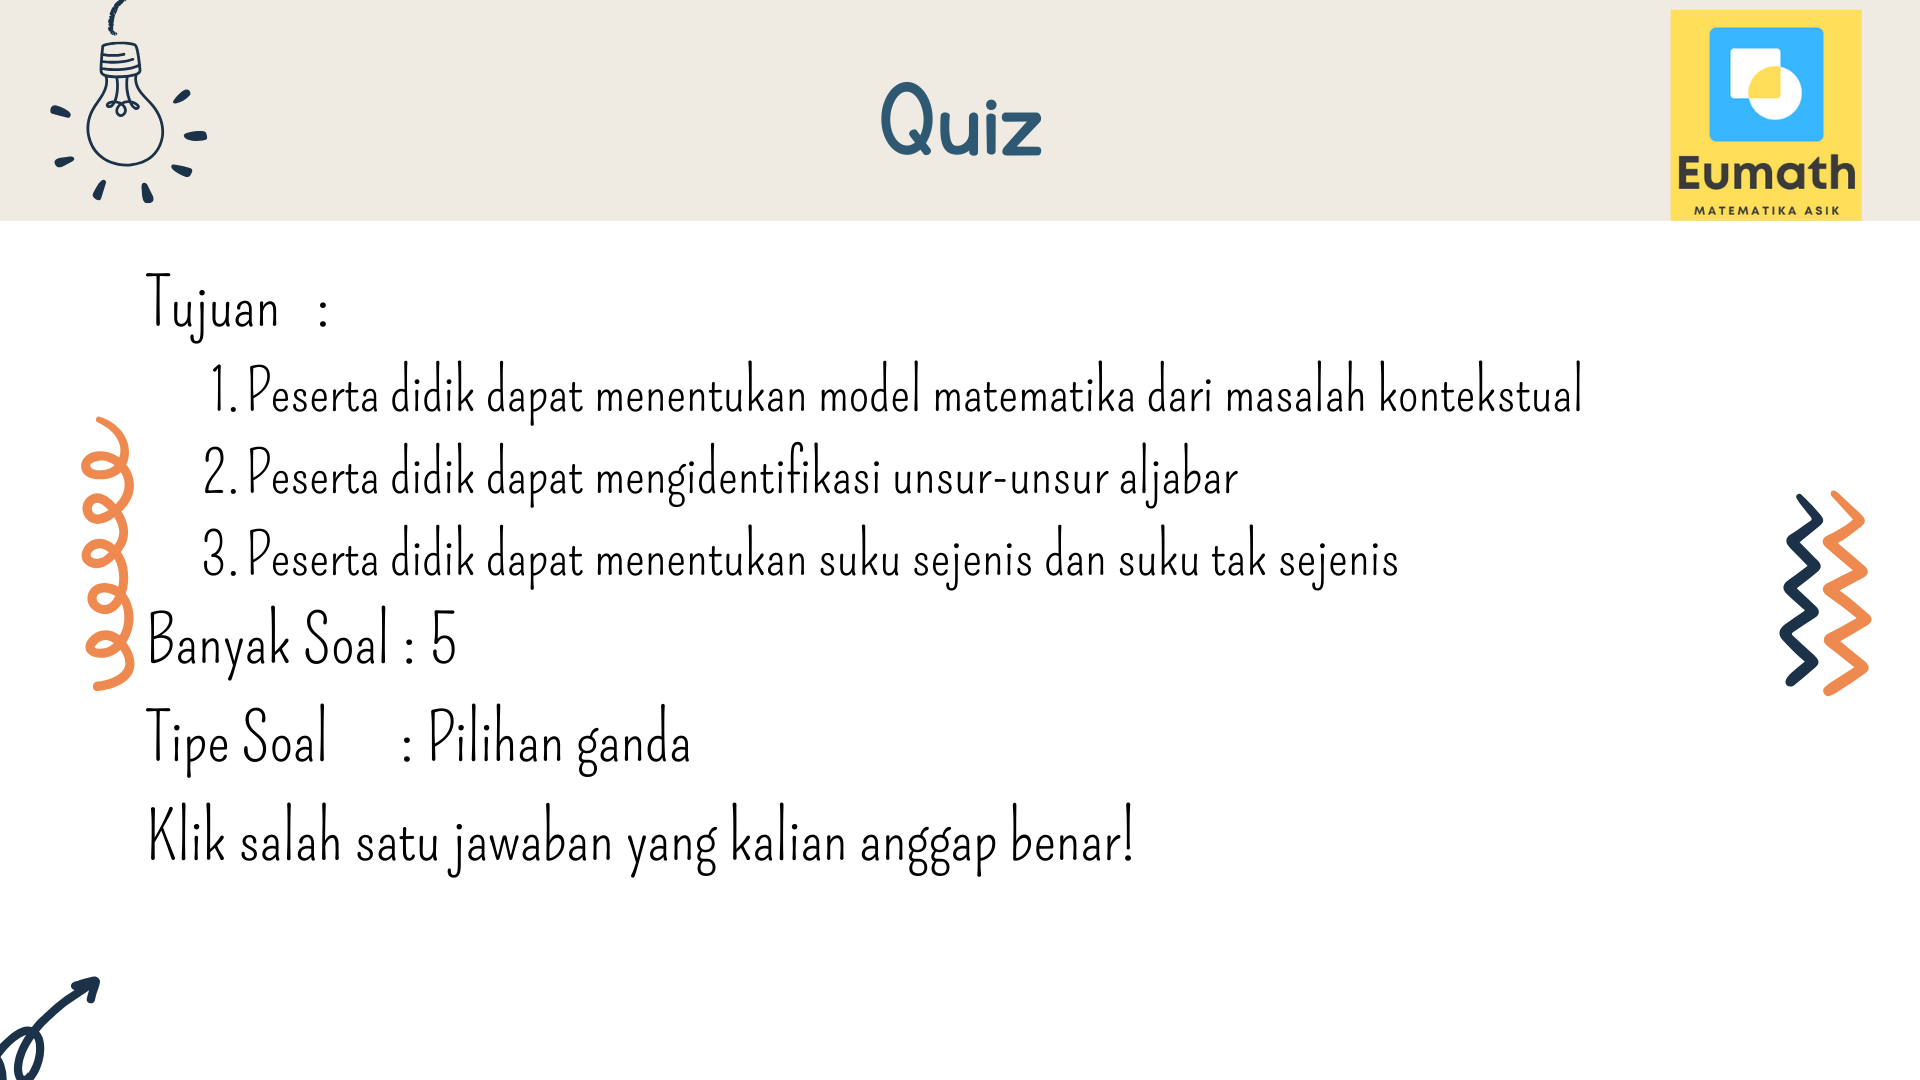 Quiz
Eumath
MATEMATIKA ASIK
Tujuan :
1. Peserta didik dapat menentukan model matematika dari masalah kontekstual
2. Peserta didik dapat mengidentifikasi unsur-unsur aljabar
3. Peserta didik dapat menentukan suku sejenis dan suku tak sejenis
Banyak Soal : 5
Tipe Soal : Pilihan ganda
Klik salah satu jawaban yang kalian anggap benar!